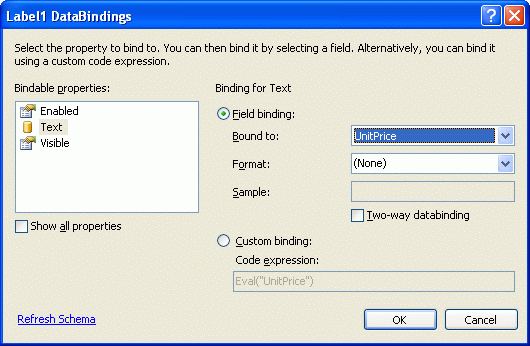 Label1 DataBindings
Select the property to bind to. You can then bind it by selecting a field. Alternatively, you can bind it
using a custom code expression.
Bindable properties:
Enabled
Text
Visible
Show all properties
Binding for Text
Field binding:
Bound to:
UnitPrice
Format:
(None)
Sample:
Two-way databinding
Custom binding:
Code expression:
Eval("UnitPrice")
Refresh Schema
OK
Cancel